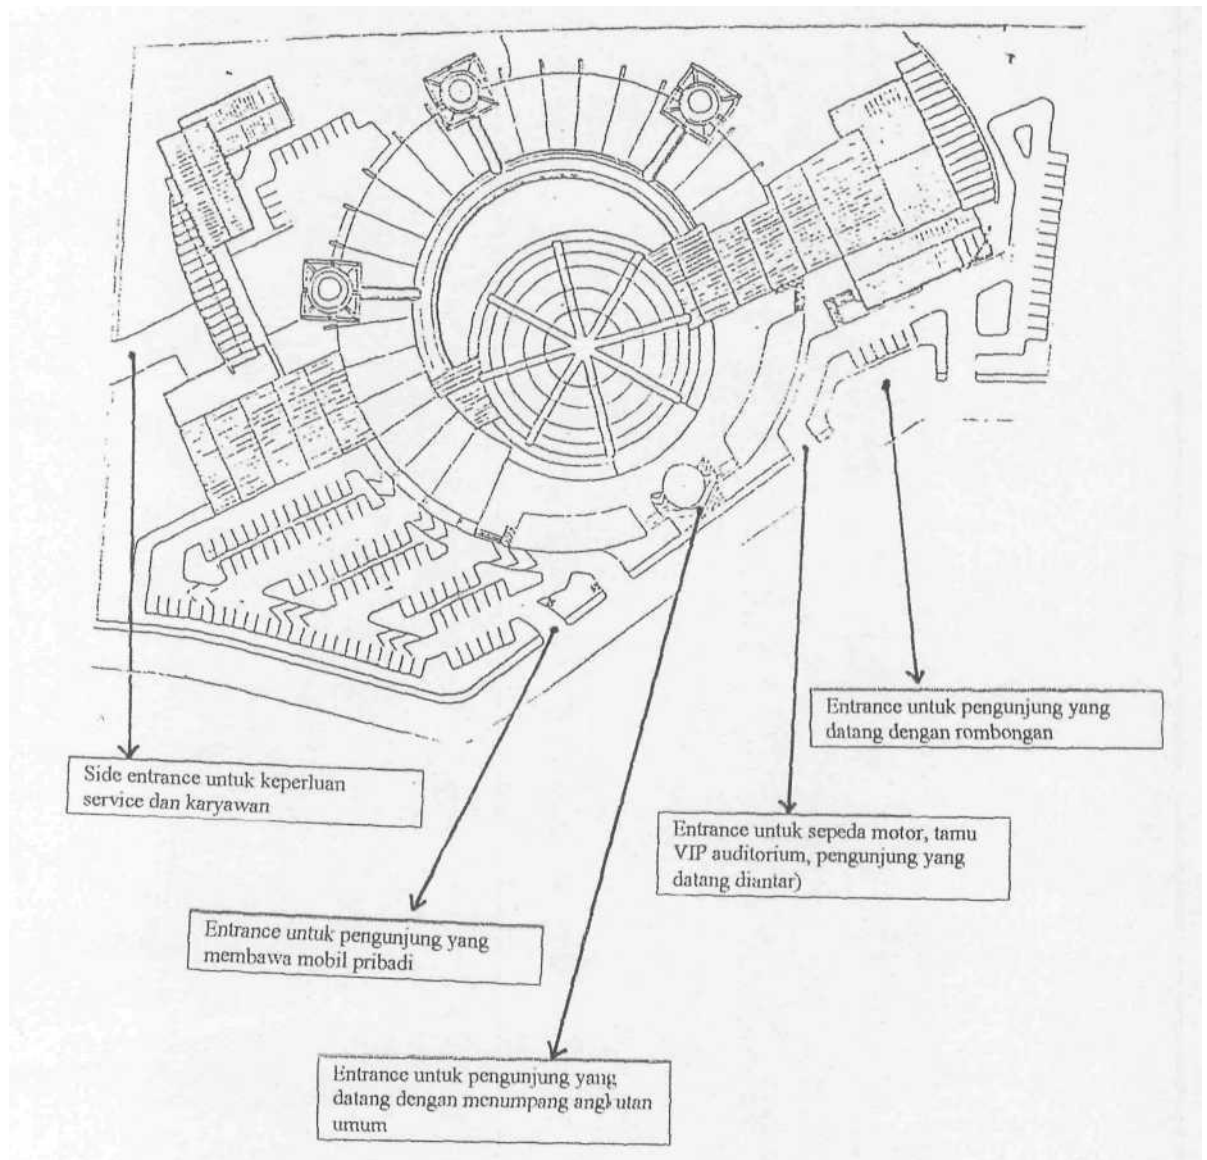 Entrance untuk pengunjung yang
datang dengan rombongan
Side entrance untuk keperluan
service dan karyawan
Entrance untuk sepeda motor, tamu
VIP auditorium, pengunjung yang
datang diantar)
Entrance untuk pengunjung yang
membawa mobil pribadi
Entrance untuk pengunjung yang
datang dengan menumpang angkutan
umum